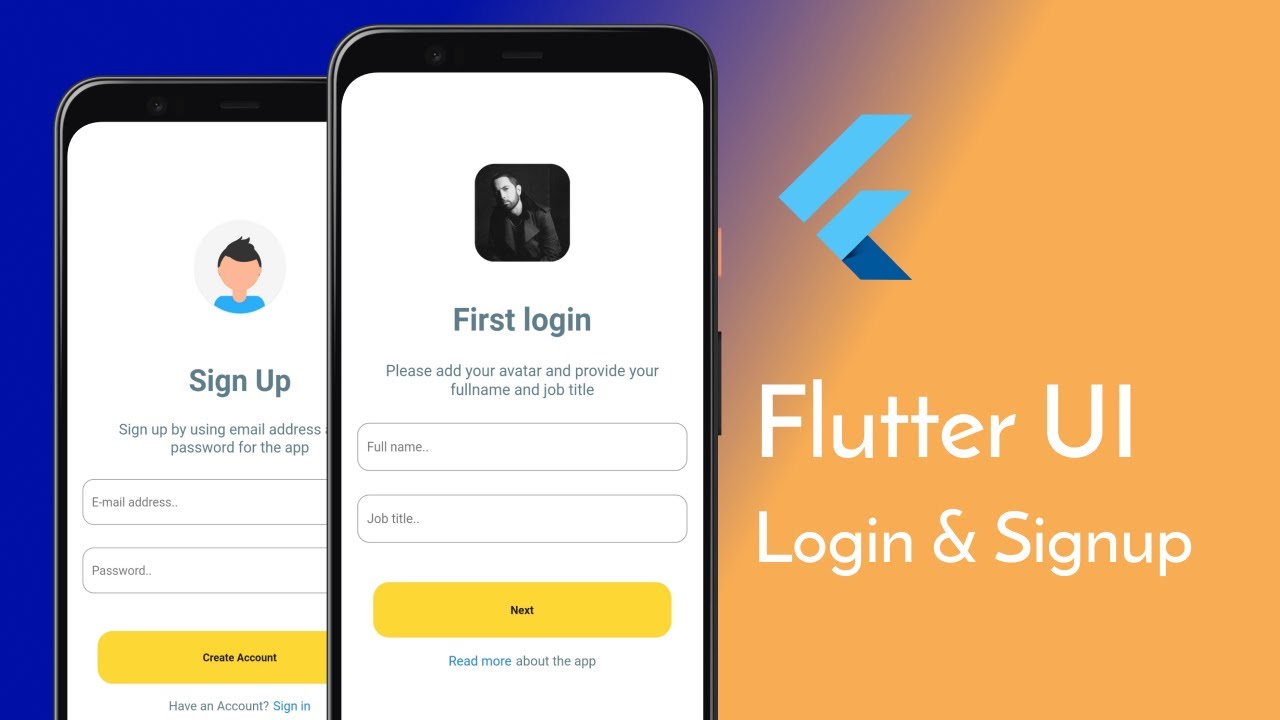 Sign Up
Sign up by using email address
password for the app
E-mail address..
Password..
Create Account
Have an Account? Sign in
First login
Please add your avatar and provide your
fullname and job title
Full name..
Job title..
Next
Read more about the app
Flutter UI
Login & Signup